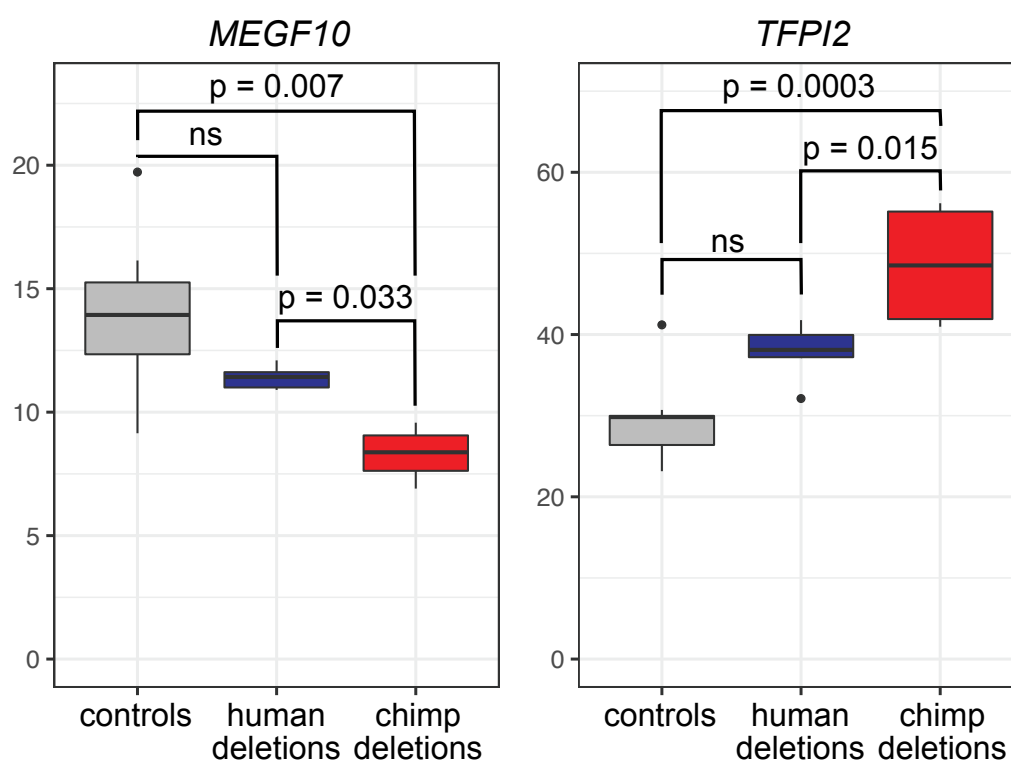 MEGF10
p = 0.007
ns
p = 0.033
20
15
10
5
0
controls
human
deletions
chimp
deletions
TFPI2
p = 0.0003
p = 0.015
ns
60
40
20
0
controls
human
deletions
chimp
deletions